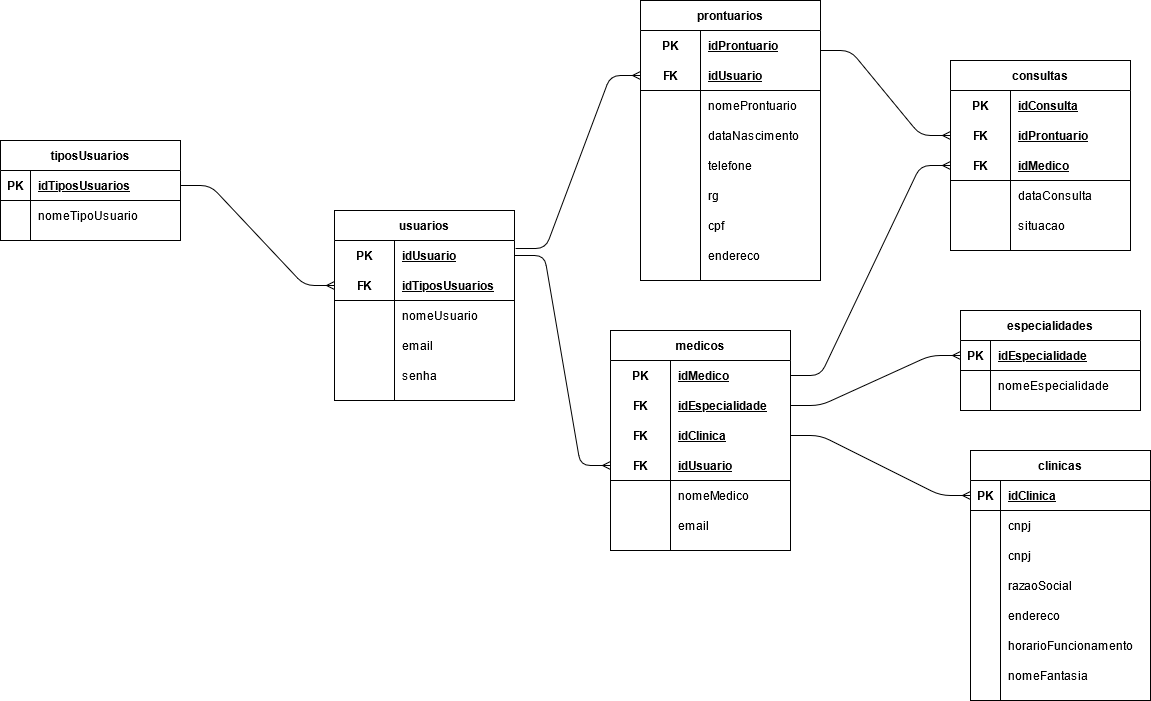 tiposUsuarios
PK idTiposUsuarios
nomeTipoUsuario
usuarios
PK idUsuario
FK idTiposUsuarios
nomeUsuario
email
senha
prontuarios
PK idProntuario
FK idUsuario
nomeProntuario
dataNascimento
telefone
rg
cpf
endereco
medicos
PK idMedico
FK idEspecialidade
FK idClinica
FK idUsuario
nomeMedico
email
consultas
PK idConsulta
FK idProntuario
FK idMedico
dataConsulta
situacao
especialidades
PK idEspecialidade
nomeEspecialidade
clinicas
PK idClinica
cnpj
cnpj
razaoSocial
endereco
horarioFuncionamento
nomeFantasia